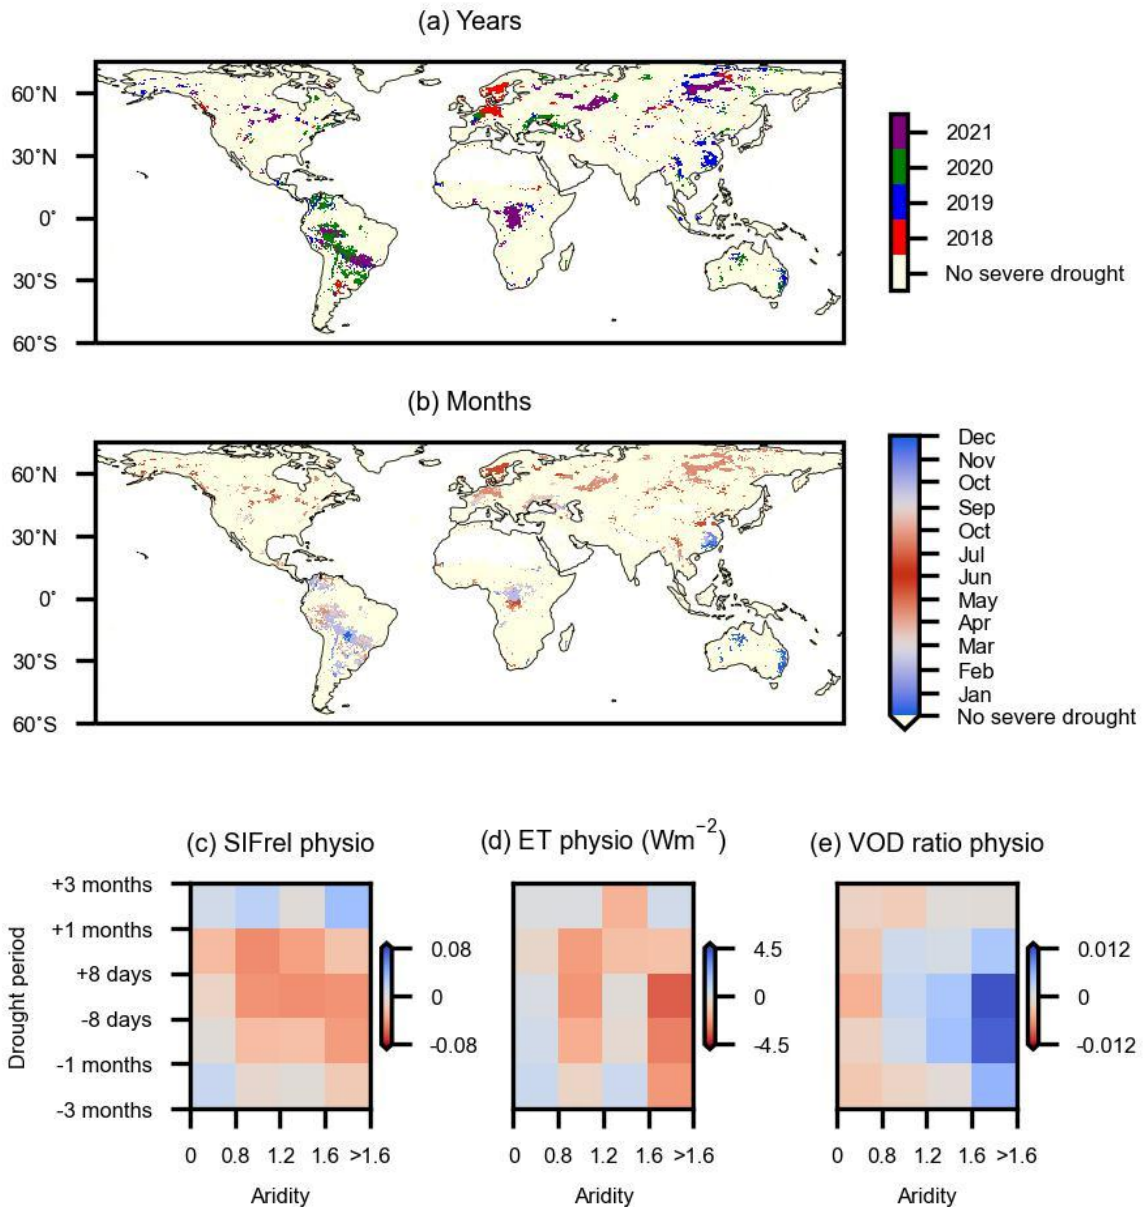 (a) Years
60°N
30°N
0°
30°S
60°S
2021
2020
2019
2018
No severe drought
(b) Months
60°N
30°N
0°
30°S
60°S
Dec
Nov
Oct
Sep
Oct
Jul
Jun
May
Apr
Mar
Feb
Jan
No severe drought
(c) SIFrel physio
(d) ET physio (Wm⁻²)
(e) VOD ratio physio
Drought period
+3 months
+1 months
+8 days
-8 days
-1 months
-3 months
0.08
0
-0.08
4.5
0
-4.5
0.012
0
-0.012
0 0.8 1.2 1.6 >1.6
0 0.8 1.2 1.6 >1.6
0 0.8 1.2 1.6 >1.6
Aridity
Aridity
Aridity